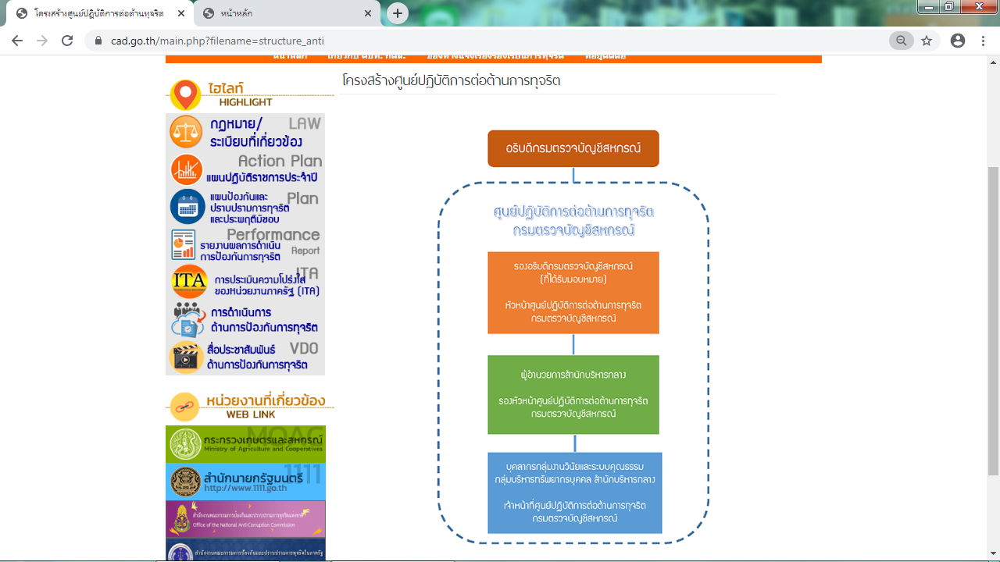 โครงสร้างศูนย์ปฏิบัติการต่อต้านการทุจริต
หน้าหลัก
cad.go.th/main.php?filename=structure_anti
โครงสร้างศูนย์ปฏิบัติการต่อต้านการทุจริต
ไฮไลท์
HIGHLIGHT
กฎหมาย/ LAW
ระเบียบที่เกี่ยวข้อง
Action Plan
แผนปฏิบัติราชการประจำปี
แผนป้องกันและ Plan
ปราบปรามการทุจริต
และประพฤติมิชอบ
Performance
รายงานผลการดำเนิน Report
การป้องกันการทุจริต
ITA
ITA
การประเมินความโปร่งใส
ของหน่วยงานภาครัฐ (ITA)
การดำเนินการ
ด้านการป้องกันการทุจริต
สื่อประชาสัมพันธ์ VDO
ด้านการป้องกันการทุจริต
หน่วยงานที่เกี่ยวข้อง
WEB LINK
MOAC
กระทรวงเกษตรและสหกรณ์
Ministry of Agriculture and Cooperatives
1111
สำนักนายกรัฐมนตรี
http://www.1111.go.th
สำนักงานคณะกรรมการป้องกันและปราบปรามการทุจริตแห่งชาติ
Office of the National Anti-Corruption Commission
สำนักงานคณะกรรมการป้องกันและปราบปรามการทุจริตในภาครัฐ
อธิบดีกรมตรวจบัญชีสหกรณ์
ศูนย์ปฏิบัติการต่อต้านการทุจริต
กรมตรวจบัญชีสหกรณ์
รองอธิบดีกรมตรวจบัญชีสหกรณ์
(ที่ได้รับมอบหมาย)
หัวหน้าศูนย์ปฏิบัติการต่อต้านการทุจริต
กรมตรวจบัญชีสหกรณ์
ผู้อำนวยการสำนักบริหารกลาง
รองหัวหน้าศูนย์ปฏิบัติการต่อต้านการทุจริต
กรมตรวจบัญชีสหกรณ์
บุคลากรกลุ่มงานวินัยและระบบคุณธรรม
กลุ่มบริหารทรัพยากรบุคคล สำนักบริหารกลาง
เจ้าหน้าที่ศูนย์ปฏิบัติการต่อต้านการทุจริต
กรมตรวจบัญชีสหกรณ์